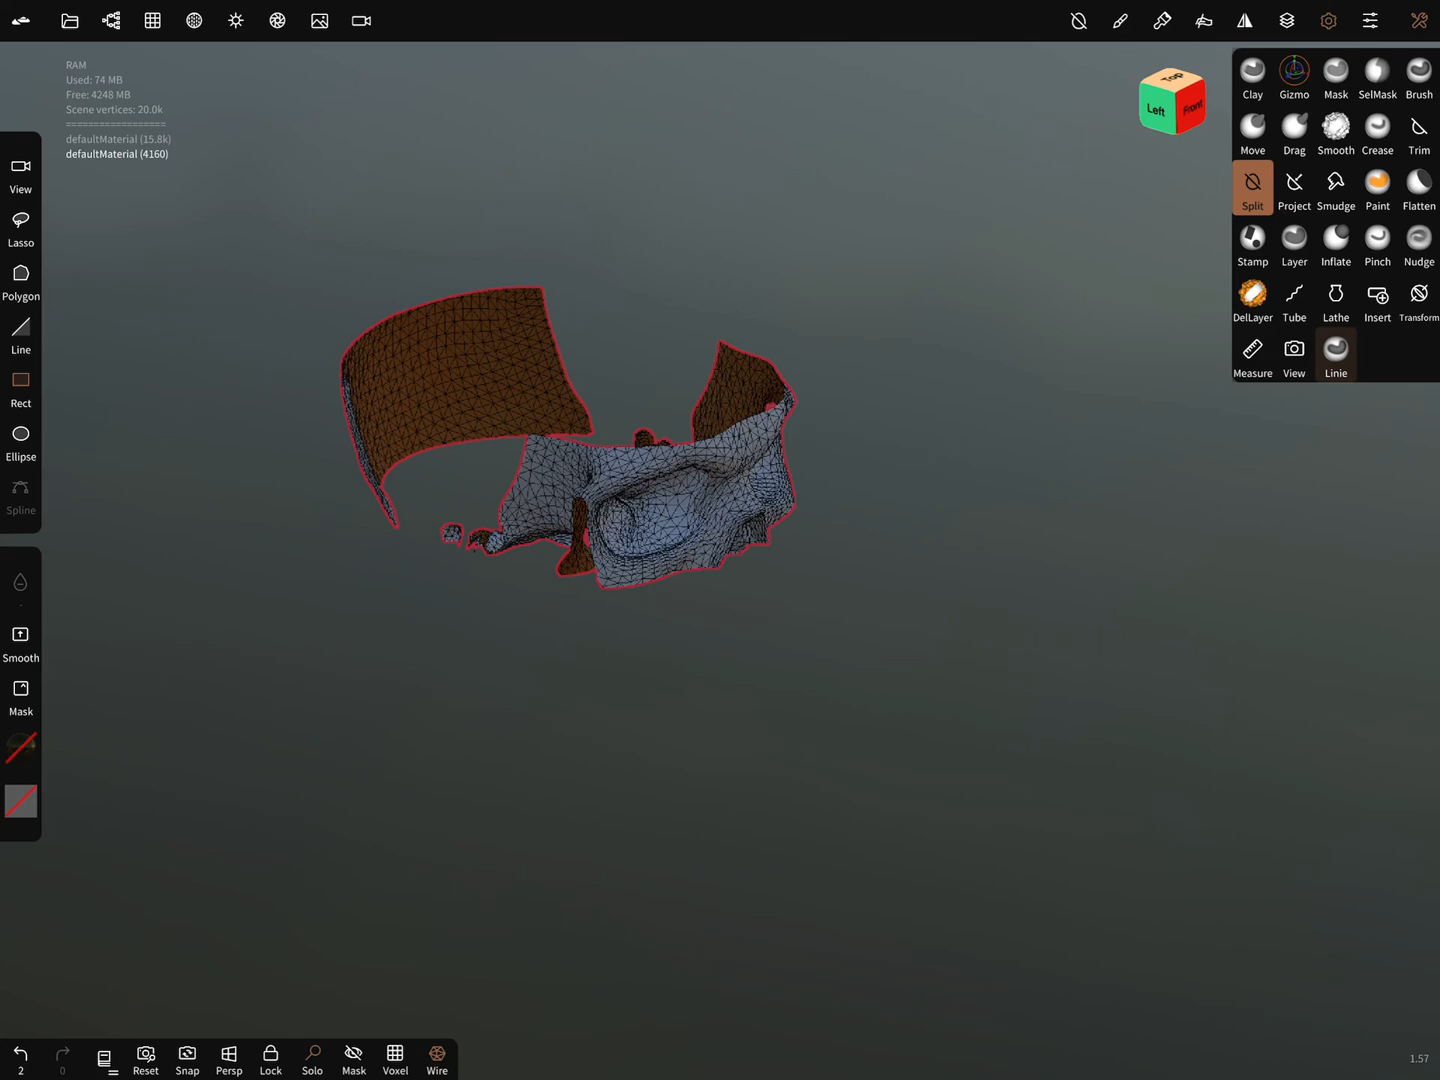 RAM
Used: 74 MB
Free: 4248 MB
Scene vertices: 20.0k
==================
defaultMaterial (15.8k)
defaultMaterial (4160)
Top
Left
Front
Clay
Gizmo
Mask
SelMask
Brush
Move
Drag
Smooth
Crease
Trim
Split
Project
Smudge
Paint
Flatten
Stamp
Layer
Inflate
Pinch
Nudge
DelLayer
Tube
Lathe
Insert
Transform
Measure
View
Linie
View
Lasso
Polygon
Line
Rect
Ellipse
Spline
-
Smooth
Mask
2
0
Reset
Snap
Persp
Lock
Solo
Mask
Voxel
Wire
1.57